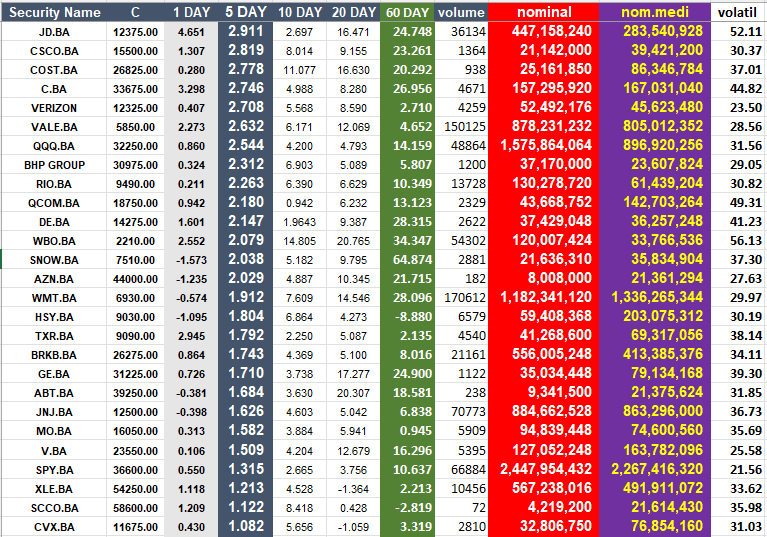 Security Name C 1 DAY 5 DAY 10 DAY 20 DAY 60 DAY volume nominal nom.medi volatil
JD.BA 12375.00 4.651 2.911 2.697 16.471 24.748 36134 447,158,240 283,540,928 52.11
CSCO.BA 15500.00 1.307 2.819 8.014 9.155 23.261 1364 21,142,000 39,421,200 30.37
COST.BA 26825.00 0.280 2.778 11.077 16.630 20.292 938 25,161,850 86,346,784 37.01
C.BA 33675.00 3.298 2.746 4.988 8.280 26.956 4671 157,295,920 167,031,040 44.82
VERIZON 12325.00 0.407 2.708 5.568 8.590 2.710 4259 52,492,176 45,623,480 23.50
VALE.BA 5850.00 2.273 2.632 6.171 12.069 4.652 150125 878,231,232 805,012,352 28.56
QQQ.BA 32250.00 0.860 2.544 4.200 4.793 14.159 48864 1,575,864,064 896,920,256 31.56
BHP GROUP 30975.00 0.324 2.312 6.903 5.089 5.807 1200 37,170,000 23,607,824 29.05
RIO.BA 9490.00 0.211 2.263 6.390 6.629 10.349 13728 130,278,720 61,439,204 30.82
QCOM.BA 18750.00 0.942 2.180 0.942 6.232 13.123 2329 43,668,752 142,703,264 49.31
DE.BA 14275.00 1.601 2.147 1.9643 9.387 28.315 2622 37,429,048 36,257,248 41.23
WBO.BA 2210.00 2.552 2.079 14.805 20.765 34.347 54302 120,007,424 33,766,536 56.13
SNOW.BA 7510.00 -1.573 2.038 5.182 9.795 64.874 2881 21,636,310 35,834,904 37.30
AZN.BA 44000.00 -1.235 2.029 4.887 10.345 21.715 182 8,008,000 21,361,294 27.63
WMT.BA 6930.00 -0.574 1.912 7.609 14.546 28.096 170612 1,182,341,120 1,336,265,344 29.97
HSY.BA 9030.00 -1.095 1.804 6.864 4.273 -8.880 6579 59,408,368 203,075,312 30.19
TXR.BA 9090.00 2.945 1.792 2.250 5.087 2.135 4540 41,268,600 69,317,056 38.14
BRKB.BA 26275.00 0.864 1.743 4.369 5.100 8.016 21161 556,005,248 413,385,376 34.11
GE.BA 31225.00 0.726 1.710 3.738 17.277 24.900 1122 35,034,448 79,134,168 39.30
ABT.BA 39250.00 -0.381 1.684 3.630 20.307 18.581 238 9,341,500 21,375,624 31.85
JNJ.BA 12500.00 -0.398 1.626 4.603 5.042 6.838 70773 884,662,528 863,296,000 36.73
MO.BA 16050.00 0.313 1.582 3.884 5.941 0.945 5909 94,839,448 74,600,560 35.69
V.BA 23550.00 0.106 1.509 4.204 12.679 16.296 5395 127,052,248 163,782,096 25.58
SPY.BA 36600.00 0.550 1.315 2.665 3.756 10.637 66884 2,447,954,432 2,267,416,320 21.56
XLE.BA 54250.00 1.118 1.213 4.528 -1.364 2.213 10456 567,238,016 491,911,072 33.62
SCCO.BA 58600.00 1.209 1.122 8.418 0.428 -2.819 72 4,219,200 21,614,430 35.98
CVX.BA 11675.00 0.430 1.082 5.656 -1.059 3.319 2810 32,806,750 76,854,160 31.03